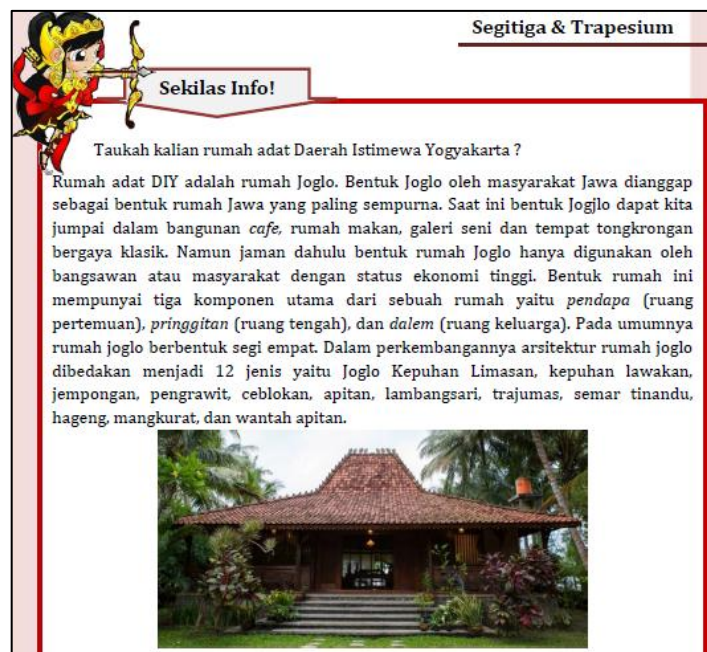 Segitiga & Trapesium
Sekilas Info!
Taukah kalian rumah adat Daerah Istimewa Yogyakarta ?
Rumah adat DIY adalah rumah Joglo. Bentuk Joglo oleh masyarakat Jawa dianggap
sebagai bentuk rumah Jawa yang paling sempurna. Saat ini bentuk Jogjlo dapat kita
jumpai dalam bangunan cafe, rumah makan, galeri seni dan tempat tongkrongan
bergaya klasik. Namun jaman dahulu bentuk rumah Joglo hanya digunakan oleh
bangsawan atau masyarakat dengan status ekonomi tinggi. Bentuk rumah ini
mempunyai tiga komponen utama dari sebuah rumah yaitu pendapa (ruang
pertemuan), pringgitan (ruang tengah), dan dalem (ruang keluarga). Pada umumnya
rumah joglo berbentuk segi empat. Dalam perkembangannya arsitektur rumah joglo
dibedakan menjadi 12 jenis yaitu Joglo Kepuhan Limasan, kepuhan lawakan,
jempongan, pengrawit, ceblokan, apitan, lambangsari, trajumas, semar tinandu,
hageng, mangkurat, dan wantah apitan.